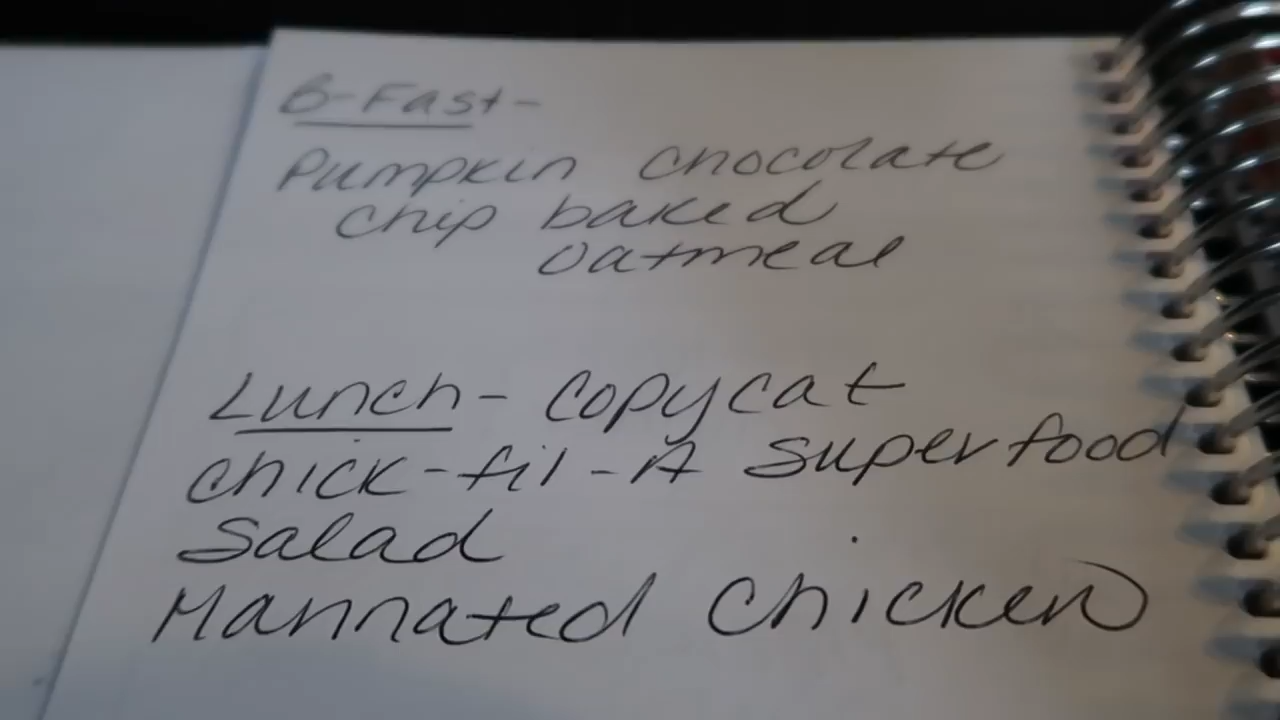 B-Fast-
Pumpkin chocolate
chip baked
oatmeal
Lunch- Copycat
Chick-fil-A Superfood
Salad
Marinated Chicken